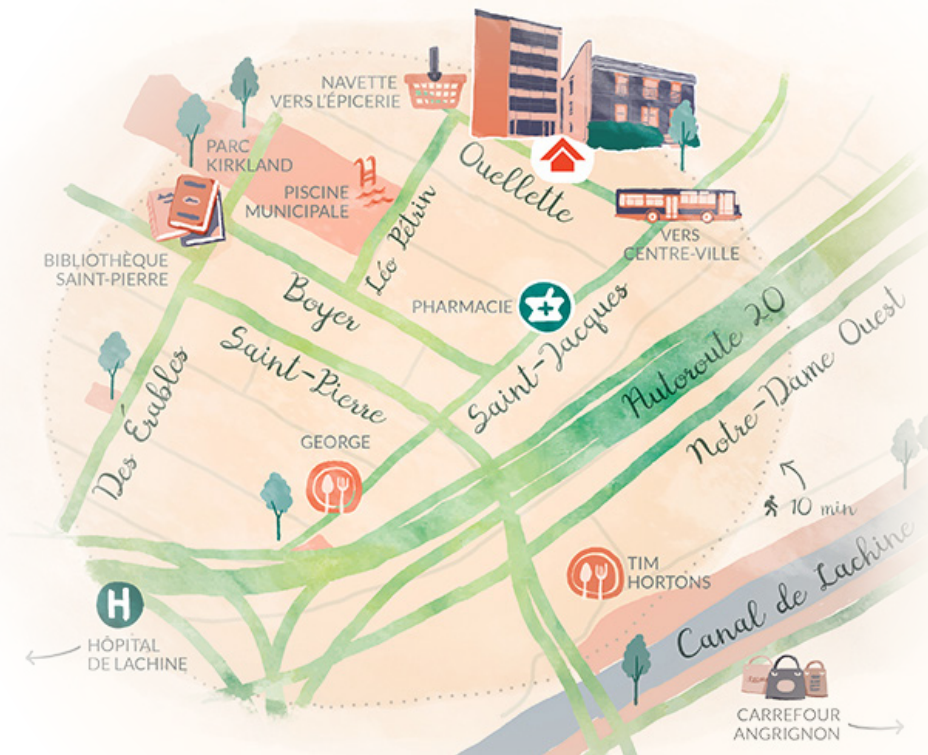 NAVETTE
VERS L'ÉPICERIE
PARC
KIRKLAND
PISCINE
MUNICIPALE
Ouellette
Léo Pétrin
VERS
CENTRE-VILLE
BIBLIOTHÈQUE
SAINT-PIERRE
Boyer
PHARMACIE
Saint-Jacques
Autoroute 20
Saint-Pierre
Notre-Dame Ouest
Des Érables
GEORGE
10 min
TIM
HORTONS
Canal de Lachine
H
HÔPITAL
DE LACHINE
CARREFOUR
ANGRIGNON